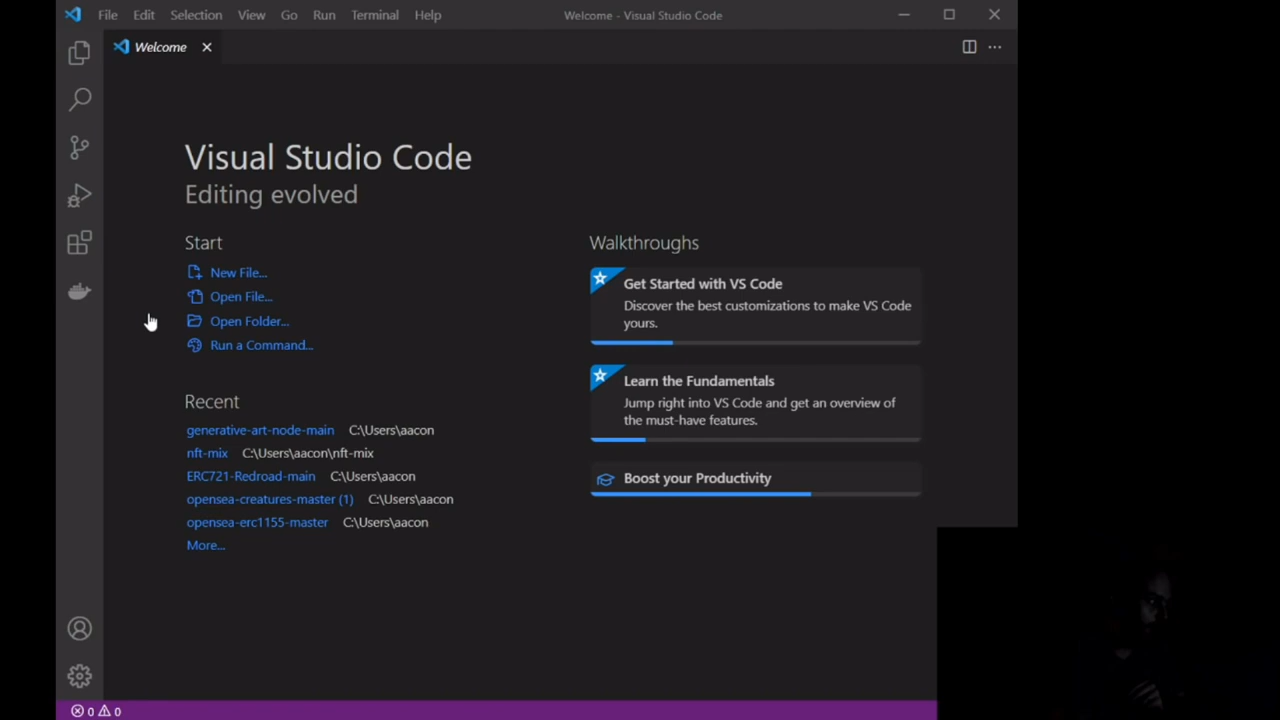 File Edit Selection View Go Run Terminal Help Welcome - Visual Studio Code
Welcome
Visual Studio Code
Editing evolved
Start
New File...
Open File...
Open Folder...
Run a Command...
Recent
generative-art-node-main C:\Users\aacon
nft-mix C:\Users\aacon\nft-mix
ERC721-Redroad-main C:\Users\aacon
opensea-creatures-master (1) C:\Users\aacon
opensea-erc1155-master C:\Users\aacon
More...
Walkthroughs
Get Started with VS Code
Discover the best customizations to make VS Code
yours.
Learn the Fundamentals
Jump right into VS Code and get an overview of
the must-have features.
Boost your Productivity
0 0